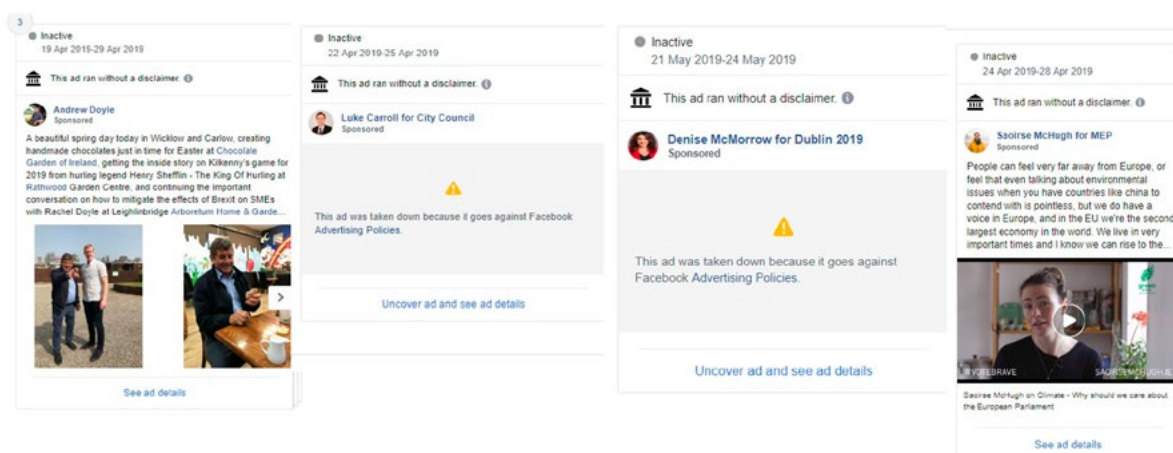 3
Inactive
19 Apr 2019-29 Apr 2019
This ad ran without a disclaimer.
Andrew Doyle
Sponsored
A beautiful spring day today in Wicklow and Carlow, creating
handmade chocolates just in time for Easter at Chocolate
Garden of Ireland, getting the inside story on Kilkenny's game for
2019 from hurling legend Henry Shefflin - The King Of Hurling at
Rathwood Garden Centre, and continuing the important
conversation on how to mitigate the effects of Brexit on SMEs
with Rachel Doyle at Leighlinbridge Arboretum Home & Garde...
See ad details
Inactive
22 Apr 2019-25 Apr 2019
This ad ran without a disclaimer.
Luke Carroll for City Council
Sponsored
This ad was taken down because it goes against Facebook
Advertising Policies.
Uncover ad and see ad details
Inactive
21 May 2019-24 May 2019
This ad ran without a disclaimer.
Denise McMorrow for Dublin 2019
Sponsored
This ad was taken down because it goes against
Facebook Advertising Policies.
Uncover ad and see ad details
Inactive
24 Apr 2019-28 Apr 2019
This ad ran without a disclaimer.
Saoirse McHugh for MEP
Sponsored
People can feel very far away from Europe, or
feel that even talking about environmental
issues when you have countries like china to
contend with is pointless, but we do have a
voice in Europe, and in the EU we're the second
largest economy in the world. We live in very
important times and I know we can rise to the...
green
#VOTEBRAVE
SAOIRSEMCHUGH.IE
Saoirse McHugh on Climate - Why should we care about
the European Parliament
See ad details